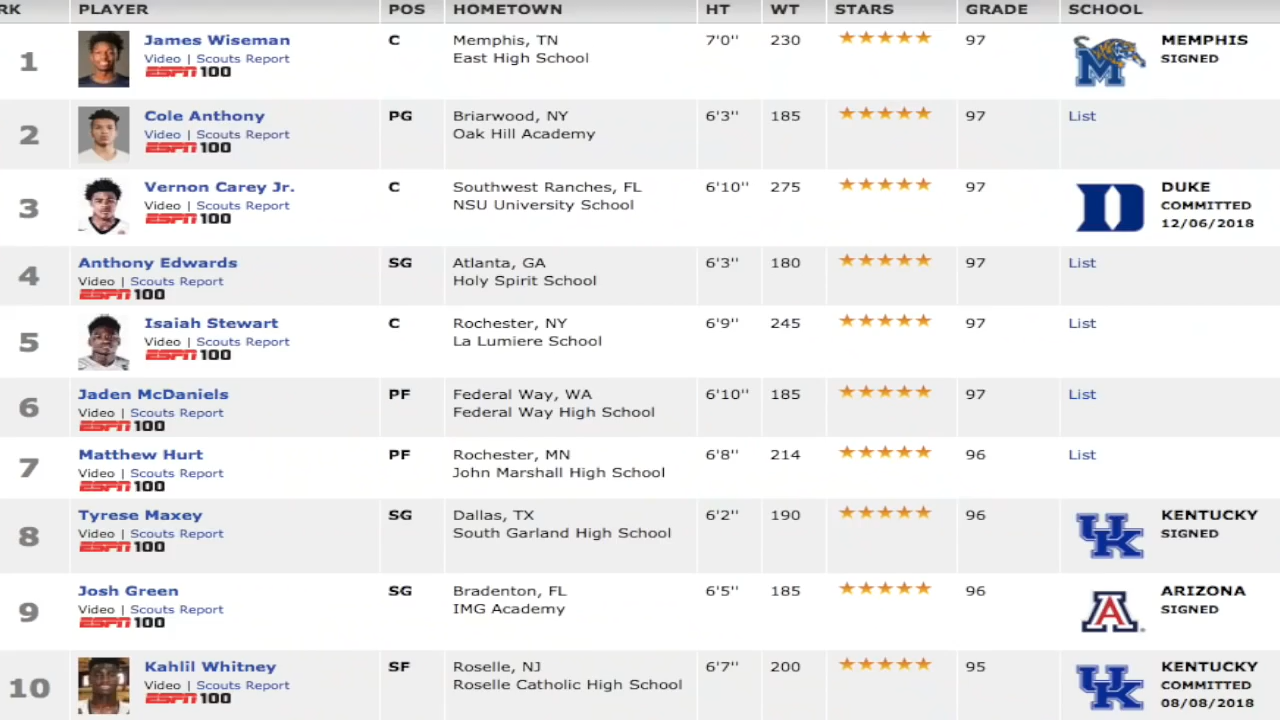 RK PLAYER POS HOMETOWN HT WT STARS GRADE SCHOOL
1 James Wiseman C Memphis, TN 7'0'' 230 97 MEMPHIS
Video | Scouts Report East High School SIGNED
ESPN 100
M
2 Cole Anthony PG Briarwood, NY 6'3'' 185 97 List
Video | Scouts Report Oak Hill Academy
ESPN 100
3 Vernon Carey Jr. C Southwest Ranches, FL 6'10'' 275 97 DUKE
Video | Scouts Report NSU University School COMMITTED
ESPN 100 12/06/2018
D
4 Anthony Edwards SG Atlanta, GA 6'3'' 180 97 List
Video | Scouts Report Holy Spirit School
ESPN 100
5 Isaiah Stewart C Rochester, NY 6'9'' 245 97 List
Video | Scouts Report La Lumiere School
ESPN 100
6 Jaden McDaniels PF Federal Way, WA 6'10'' 185 97 List
Video | Scouts Report Federal Way High School
ESPN 100
7 Matthew Hurt PF Rochester, MN 6'8'' 214 96 List
Video | Scouts Report John Marshall High School
ESPN 100
8 Tyrese Maxey SG Dallas, TX 6'2'' 190 96 KENTUCKY
Video | Scouts Report South Garland High School SIGNED
ESPN 100
UK
9 Josh Green SG Bradenton, FL 6'5'' 185 96 ARIZONA
Video | Scouts Report IMG Academy SIGNED
ESPN 100
A
10 Kahlil Whitney SF Roselle, NJ 6'7'' 200 95 KENTUCKY
Video | Scouts Report Roselle Catholic High School COMMITTED
ESPN 100 08/08/2018
UK